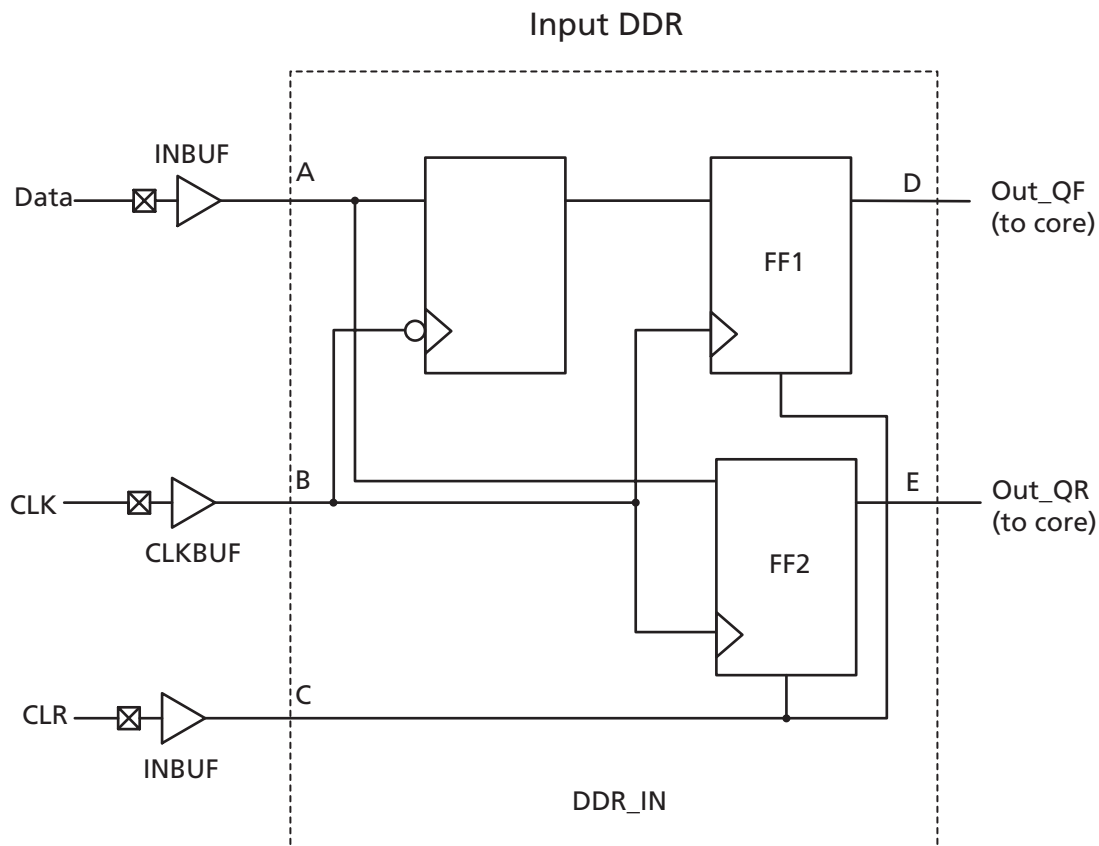 Input DDR
INBUF
A
Data
D
Out_QF
(to core)
FF1
B
CLK
CLKBUF
E
Out_QR
(to core)
FF2
C
CLR
INBUF
DDR_IN